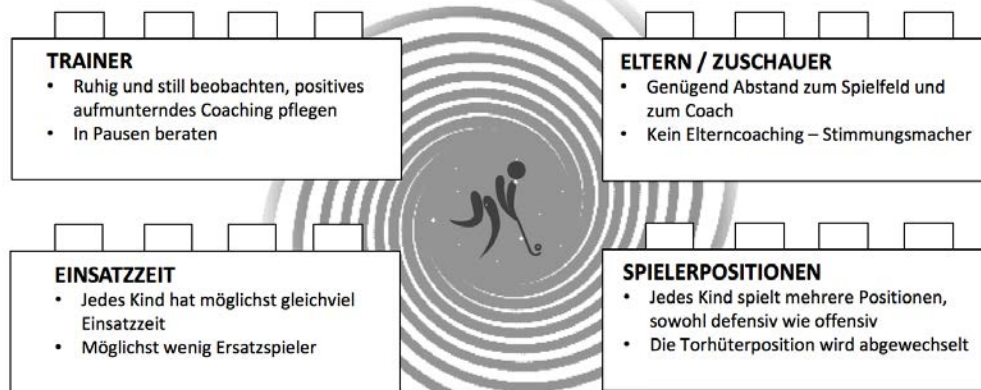 TRAINER
• Ruhig und still beobachten, positives
aufmunterndes Coaching pflegen
• In Pausen beraten
ELTERN / ZUSCHAUER
• Genügend Abstand zum Spielfeld und
zum Coach
• Kein Elterncoaching – Stimmungsmacher
EINSATZZEIT
• Jedes Kind hat möglichst gleichviel
Einsatzzeit
• Möglichst wenig Ersatzspieler
SPIELERPOSITIONEN
• Jedes Kind spielt mehrere Positionen,
sowohl defensiv wie offensiv
• Die Torhüterposition wird abgewechselt